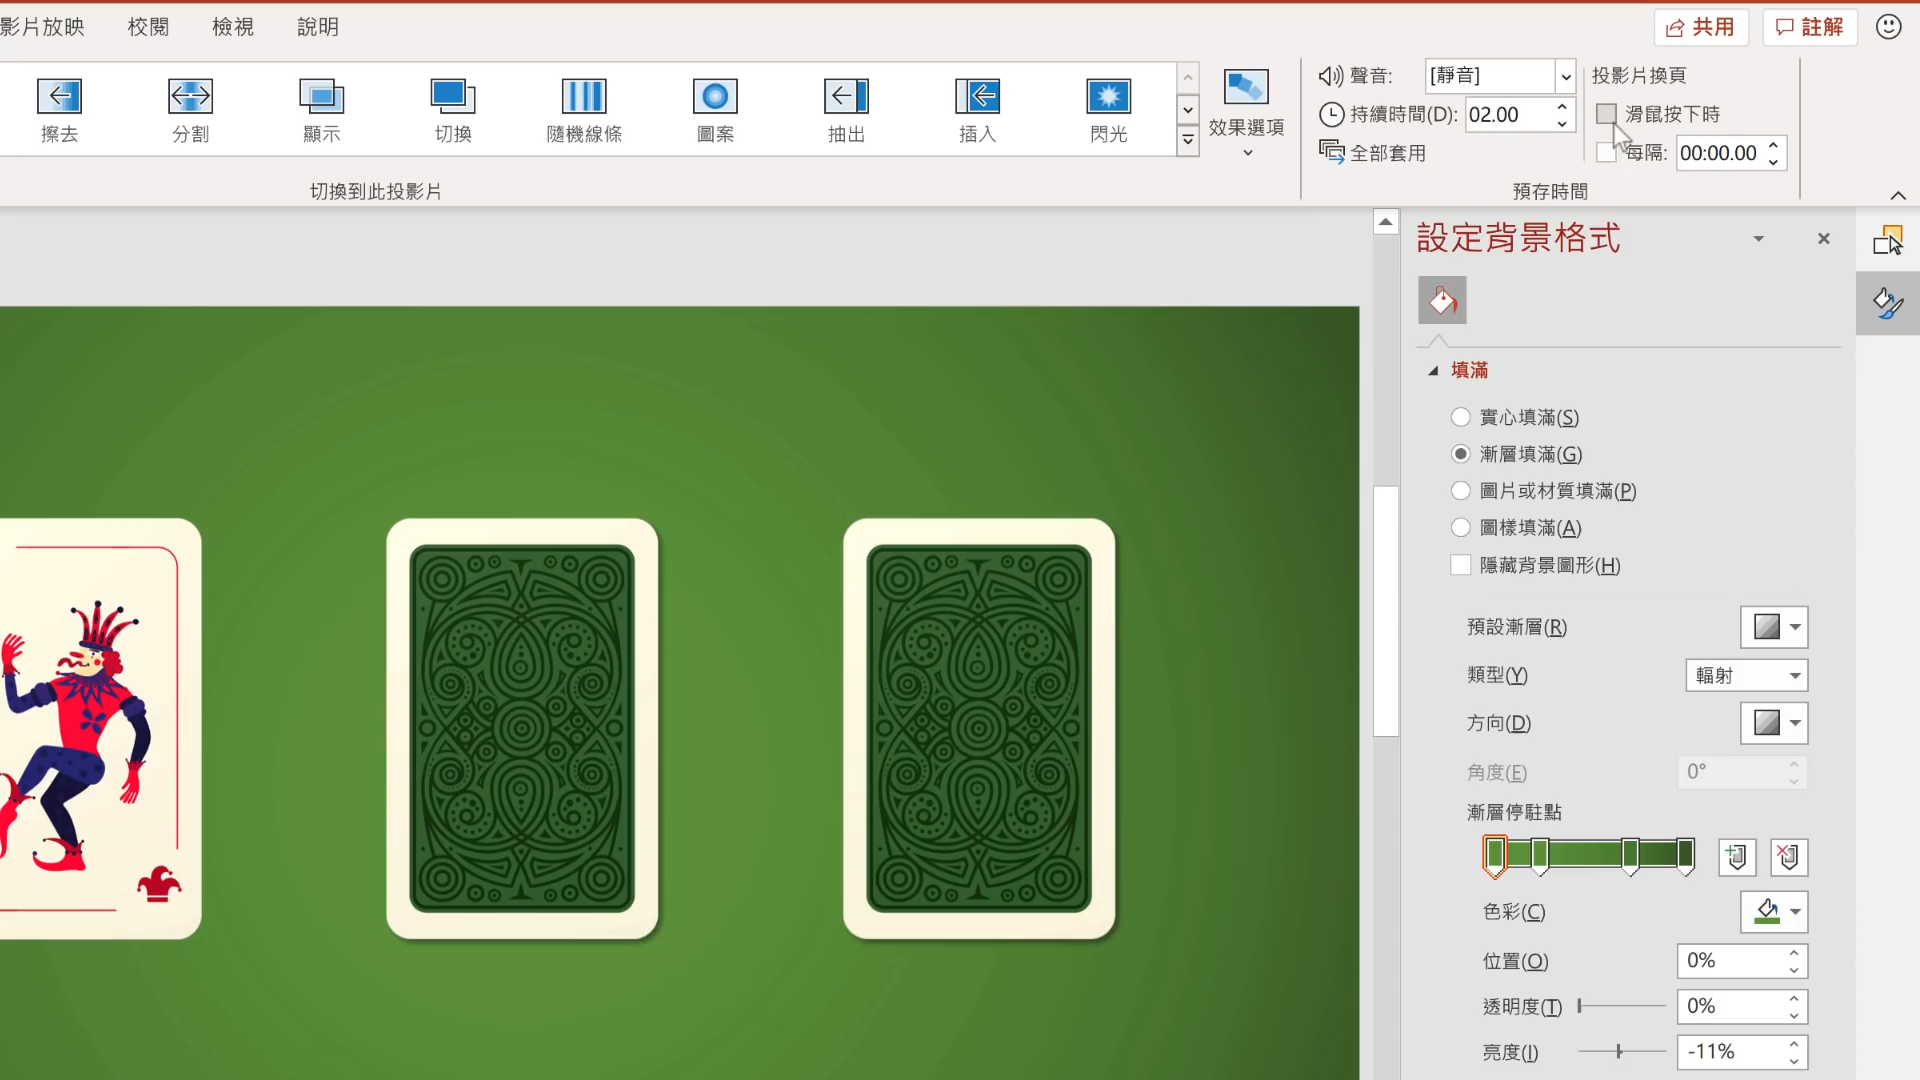 影片放映 校閱 檢視 說明
共用 註解
聲音: [靜音] 投影片換頁
持續時間(D): 02.00 滑鼠按下時
全部套用 每隔: 00:00.00
擦去 分割 顯示 切換 隨機線條 圖案 抽出 插入 閃光 效果選項
切換到此投影片 預存時間
設定背景格式
填滿
實心填滿(S)
漸層填滿(G)
圖片或材質填滿(P)
圖樣填滿(A)
隱藏背景圖形(H)
預設漸層(R)
類型(Y) 輻射
方向(D)
角度(E) 0°
漸層停駐點
色彩(C)
位置(O) 0%
透明度(T) 0%
亮度(I) -11%